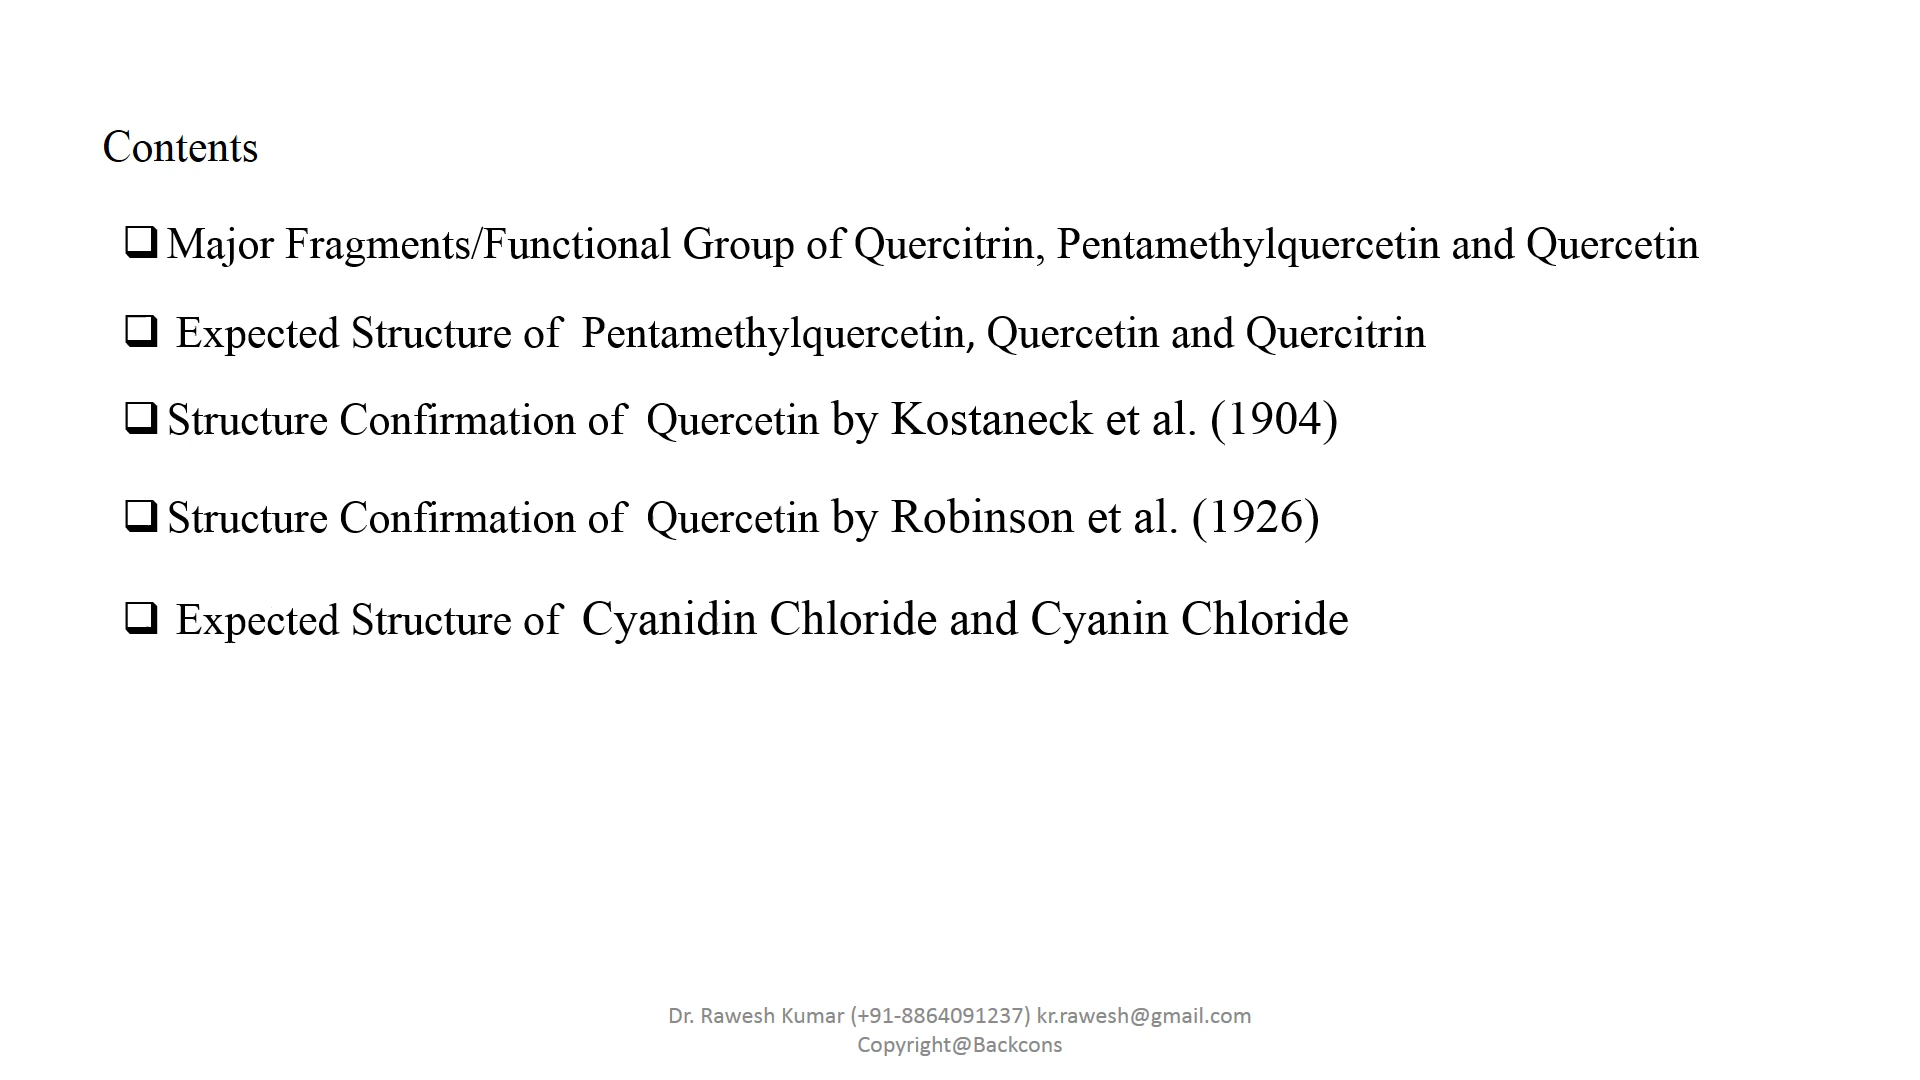 Contents
❑ Major Fragments/Functional Group of Quercitrin, Pentamethylquercetin and Quercetin
❑ Expected Structure of Pentamethylquercetin, Quercetin and Quercitrin
❑ Structure Confirmation of Quercetin by Kostaneck et al. (1904)
❑ Structure Confirmation of Quercetin by Robinson et al. (1926)
❑ Expected Structure of Cyanidin Chloride and Cyanin Chloride
Dr. Rawesh Kumar (+91-8864091237) kr.rawesh@gmail.com
Copyright@Backcons